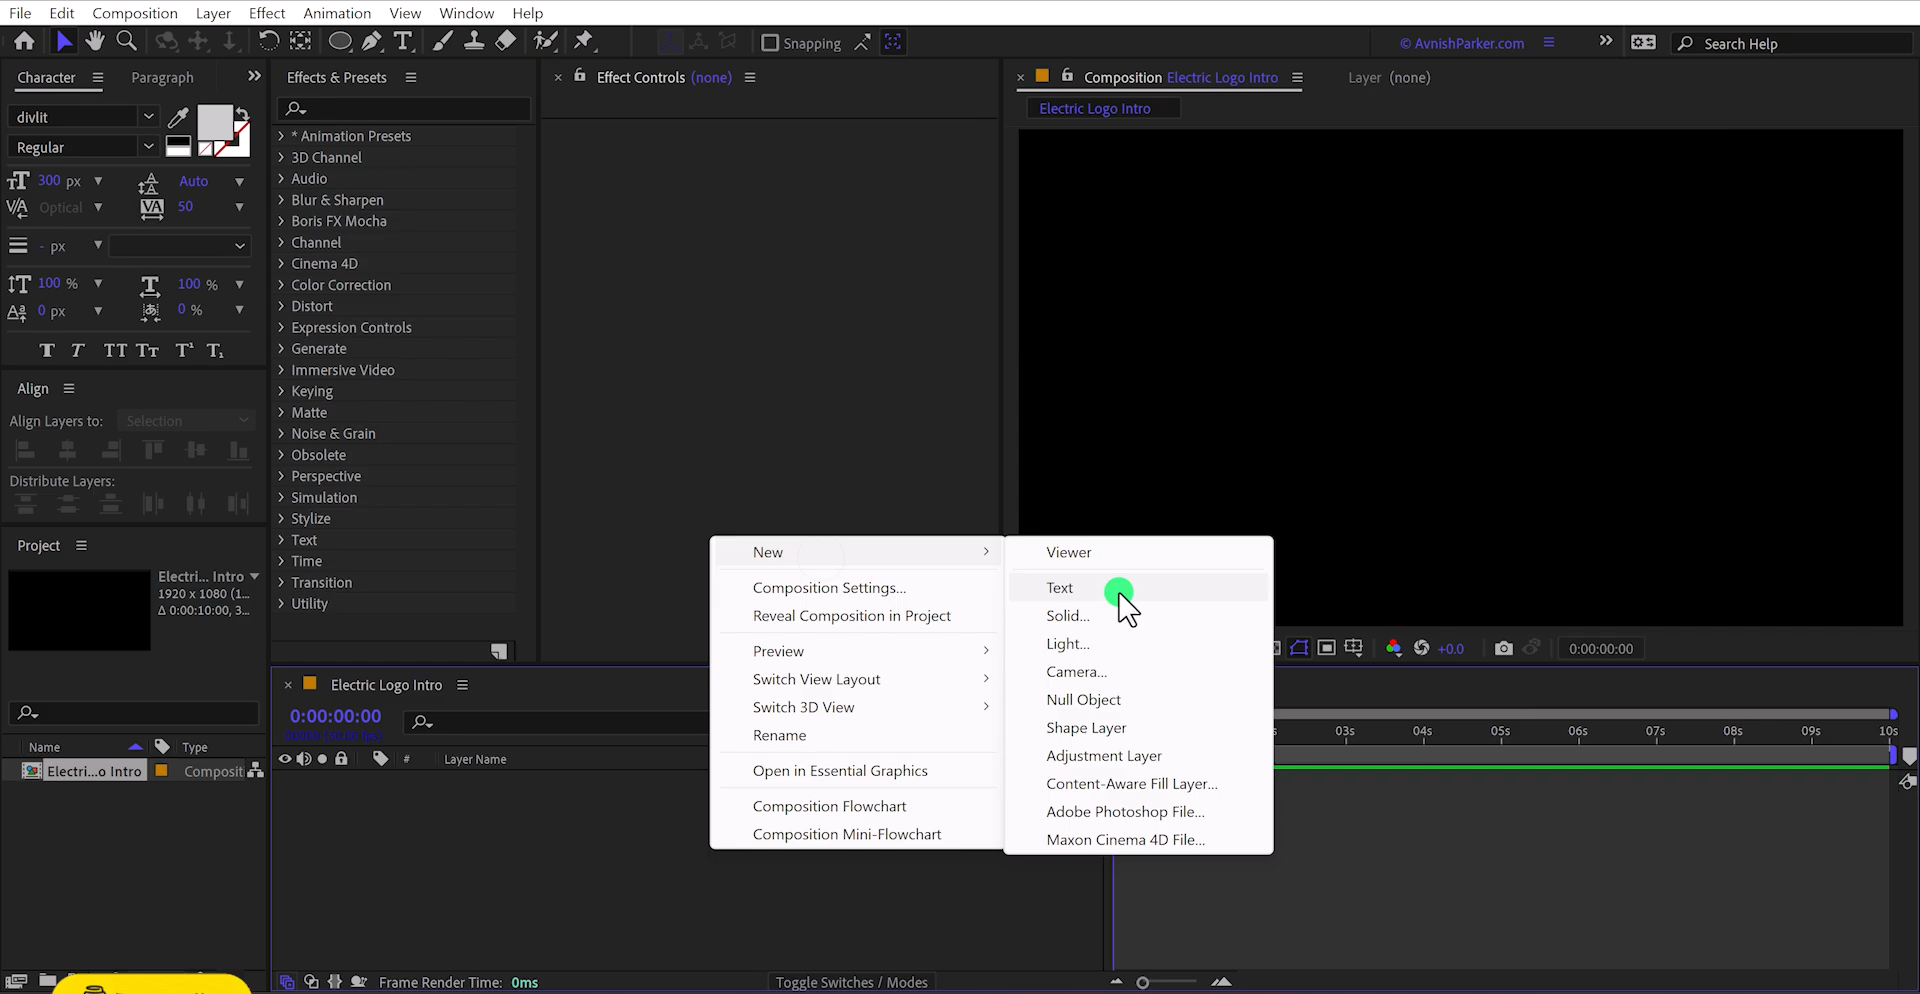 File Edit Composition Layer Effect Animation View Window Help
Snapping © AvnishParker.com Search Help
Character Paragraph
divlit
Regular
300 px Auto
Optical 50
- px
100 % 100 %
0 px 0 %
Align
Align Layers to: Selection
Distribute Layers:
Project
Electri... Intro
1920 x 1080 (1...
Δ 0:00:10:00, 3...
Name Type
Electri...o Intro Composit
Effects & Presets
* Animation Presets
3D Channel
Audio
Blur & Sharpen
Boris FX Mocha
Channel
Cinema 4D
Color Correction
Distort
Expression Controls
Generate
Immersive Video
Keying
Matte
Noise & Grain
Obsolete
Perspective
Simulation
Stylize
Text
Time
Transition
Utility
Effect Controls (none)
Composition Electric Logo Intro Layer (none)
Electric Logo Intro
+0.0 0:00:00:00
New
Composition Settings...
Reveal Composition in Project
Preview
Switch View Layout
Switch 3D View
Rename
Open in Essential Graphics
Composition Flowchart
Composition Mini-Flowchart
Viewer
Text
Solid...
Light...
Camera...
Null Object
Shape Layer
Adjustment Layer
Content-Aware Fill Layer...
Adobe Photoshop File...
Maxon Cinema 4D File...
Electric Logo Intro
0:00:00:00
# Layer Name
03s 04s 05s 06s 07s 08s 09s 10s
Frame Render Time: 0ms Toggle Switches / Modes